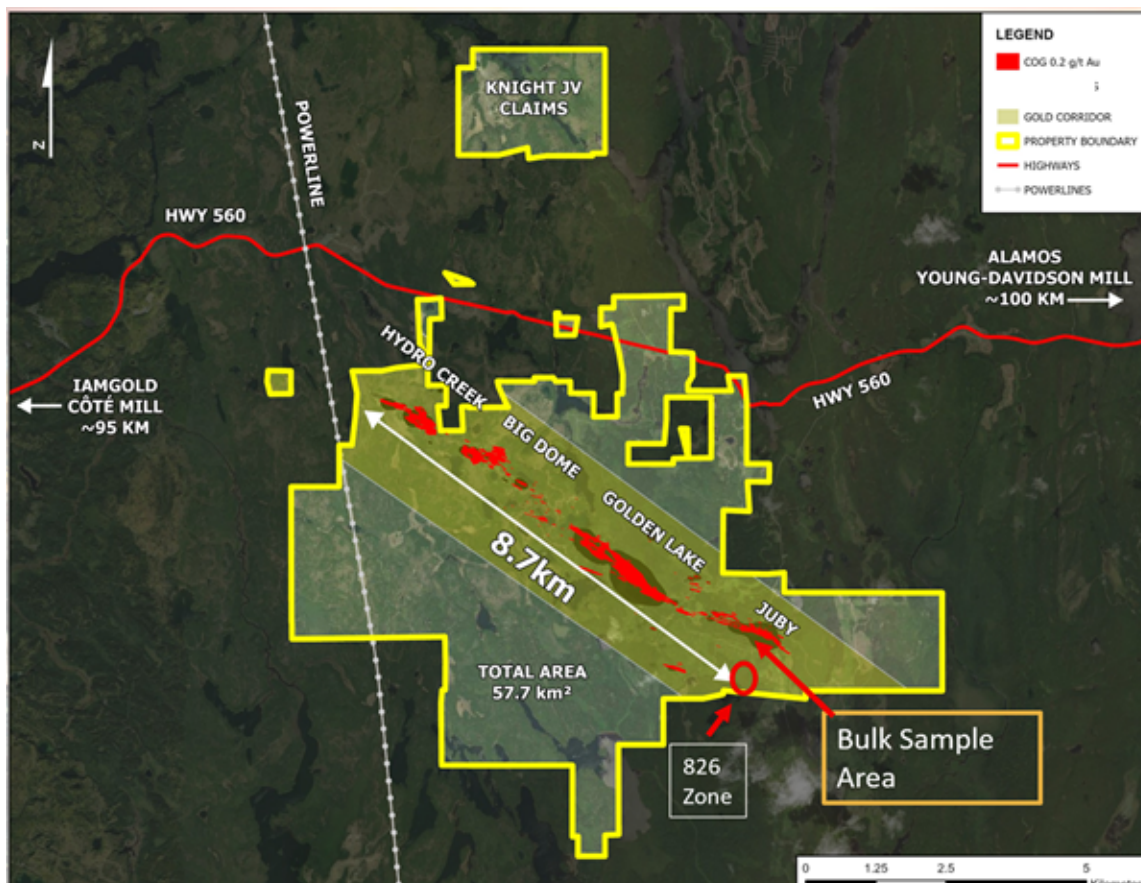 KNIGHT JV
CLAIMS
LEGEND
COG 0.2 g/t Au
GOLD CORRIDOR
PROPERTY BOUNDARY
HIGHWAYS
POWERLINES
N
POWERLINE
HWY 560
ALAMOS
YOUNG-DAVIDSON MILL
~100 KM
HYDRO CREEK
IAMGOLD
CÔTÉ MILL
~95 KM
HWY 560
BIG DOME
GOLDEN LAKE
8.7km
JUBY
TOTAL AREA
57.7 km²
826
Zone
Bulk Sample
Area
0 1.25 2.5 5